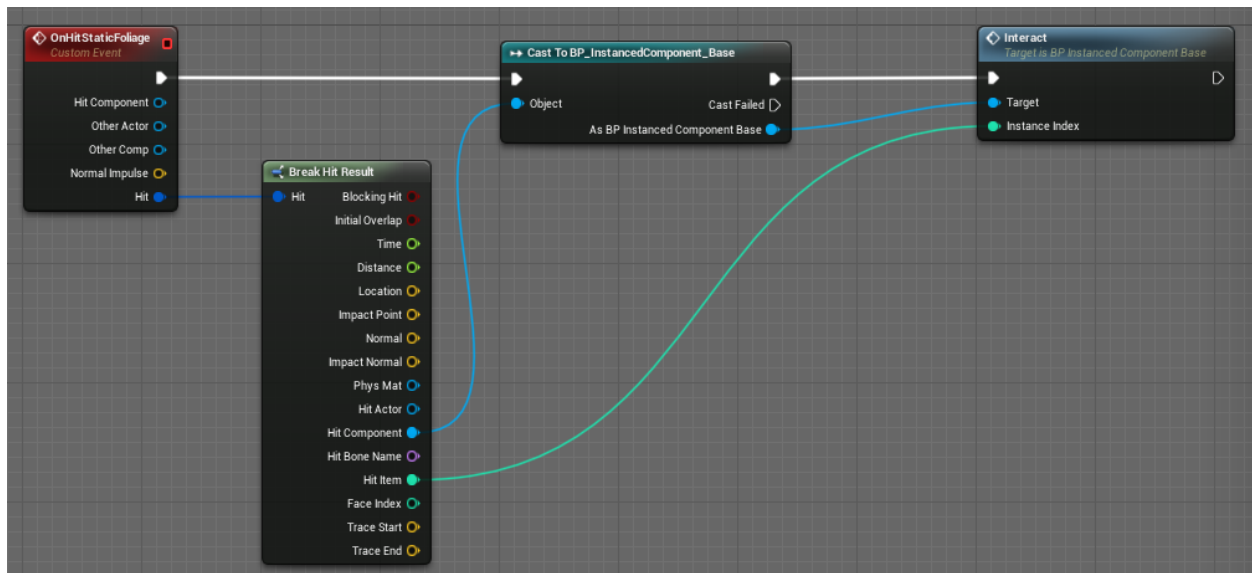 OnHitStaticFoliage
Custom Event
Hit Component
Other Actor
Other Comp
Normal Impulse
Hit
Break Hit Result
Hit
Blocking Hit
Initial Overlap
Time
Distance
Location
Impact Point
Normal
Impact Normal
Phys Mat
Hit Actor
Hit Component
Hit Bone Name
Hit Item
Face Index
Trace Start
Trace End
Cast To BP_InstancedComponent_Base
Object
Cast Failed
As BP Instanced Component Base
Interact
Target is BP Instanced Component Base
Target
Instance Index